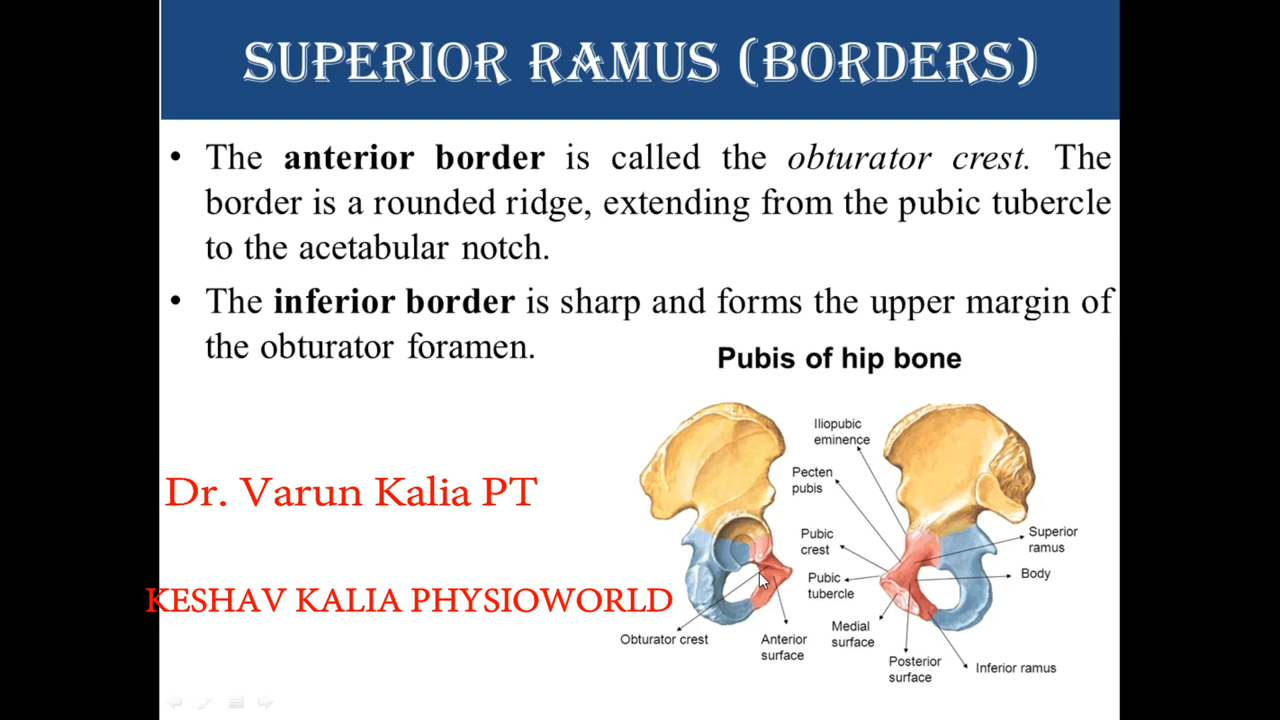 SUPERIOR RAMUS (BORDERS)
• The anterior border is called the obturator crest. The
border is a rounded ridge, extending from the pubic tubercle
to the acetabular notch.
• The inferior border is sharp and forms the upper margin of
the obturator foramen.
Pubis of hip bone
Iliopubic
eminence
Pecten
pubis
Dr. Varun Kalia PT
Pubic
crest
Superior
ramus
Pubic
tubercle
Body
KESHAV KALIA PHYSIOWORLD
Obturator crest
Anterior
surface
Medial
surface
Posterior
surface
Inferior ramus